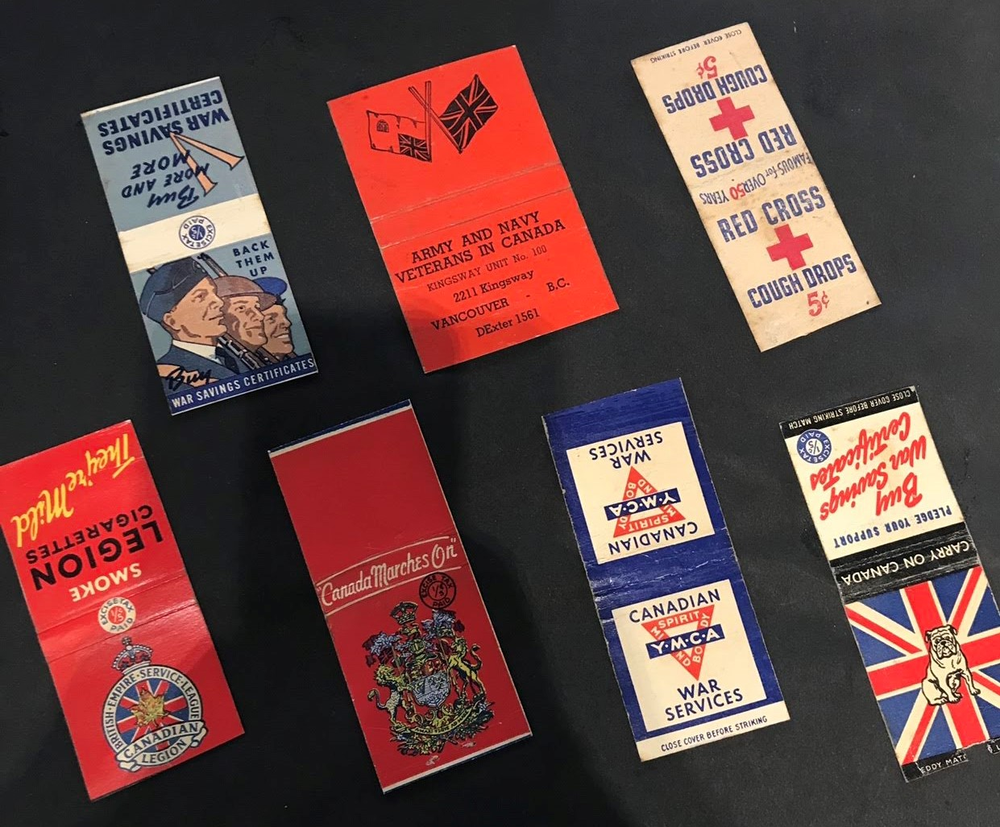 WAR SAVINGS
CERTIFICATES
MORE AND
MORE
Buy
EXCISE TAX
1/5¢
PAID
BACK
THEM
UP
Buy
WAR SAVINGS CERTIFICATES
ARMY AND NAVY
VETERANS IN CANADA
KINGSWAY UNIT No. 100
2211 Kingsway
VANCOUVER - B.C.
DExter 1561
CLOSE COVER BEFORE STRIKING
RED CROSS
COUGH DROPS
5¢
FAMOUS for OVER 50 YEARS
RED CROSS
COUGH DROPS
5¢
SMOKE
LEGION
CIGARETTES
They're Mild
EXCISE TAX
1/5¢
PAID
BRITISH·EMPIRE·SERVICE·LEAGUE
CANADIAN
LEGION
"Canada Marches On"
EXCISE TAX
1/5¢
PAID
CANADIAN
SPIRIT
MIND
BODY
Y·M·C·A
WAR
SERVICES
CANADIAN
SPIRIT
Y·M·C·A
MIND
BODY
WAR
SERVICES
CLOSE COVER BEFORE STRIKING
CLOSE COVER BEFORE STRIKING MATCH
PLEDGE YOUR SUPPORT
Buy
War Savings
Certificates
EXCISE TAX
1/5¢
PAID
CARRY ON CANADA
EDDY MATC